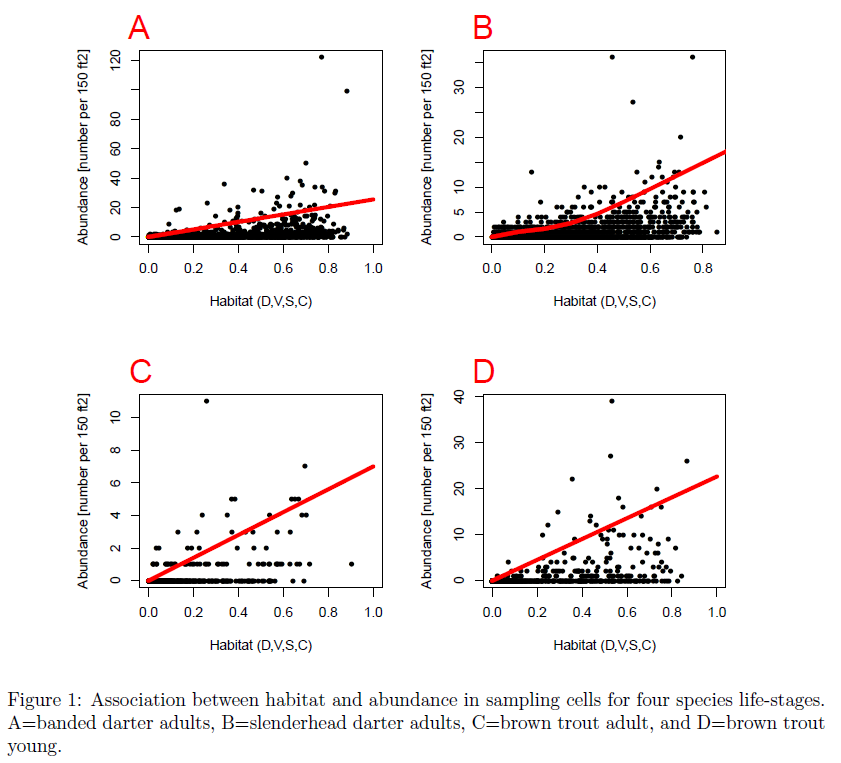 A
B
Abundance [number per 150 ft2]
0 20 40 60 80 120
0.0 0.2 0.4 0.6 0.8 1.0
Habitat (D,V,S,C)
Abundance [number per 150 ft2]
0 5 10 20 30
0.0 0.2 0.4 0.6 0.8
Habitat (D,V,S,C)
C
D
Abundance [number per 150 ft2]
0 2 4 6 8 10
0.0 0.2 0.4 0.6 0.8 1.0
Habitat (D,V,S,C)
Abundance [number per 150 ft2]
0 10 20 30 40
0.0 0.2 0.4 0.6 0.8 1.0
Habitat (D,V,S,C)
Figure 1: Association between habitat and abundance in sampling cells for four species life-stages.
A=banded darter adults, B=slenderhead darter adults, C=brown trout adult, and D=brown trout
young.